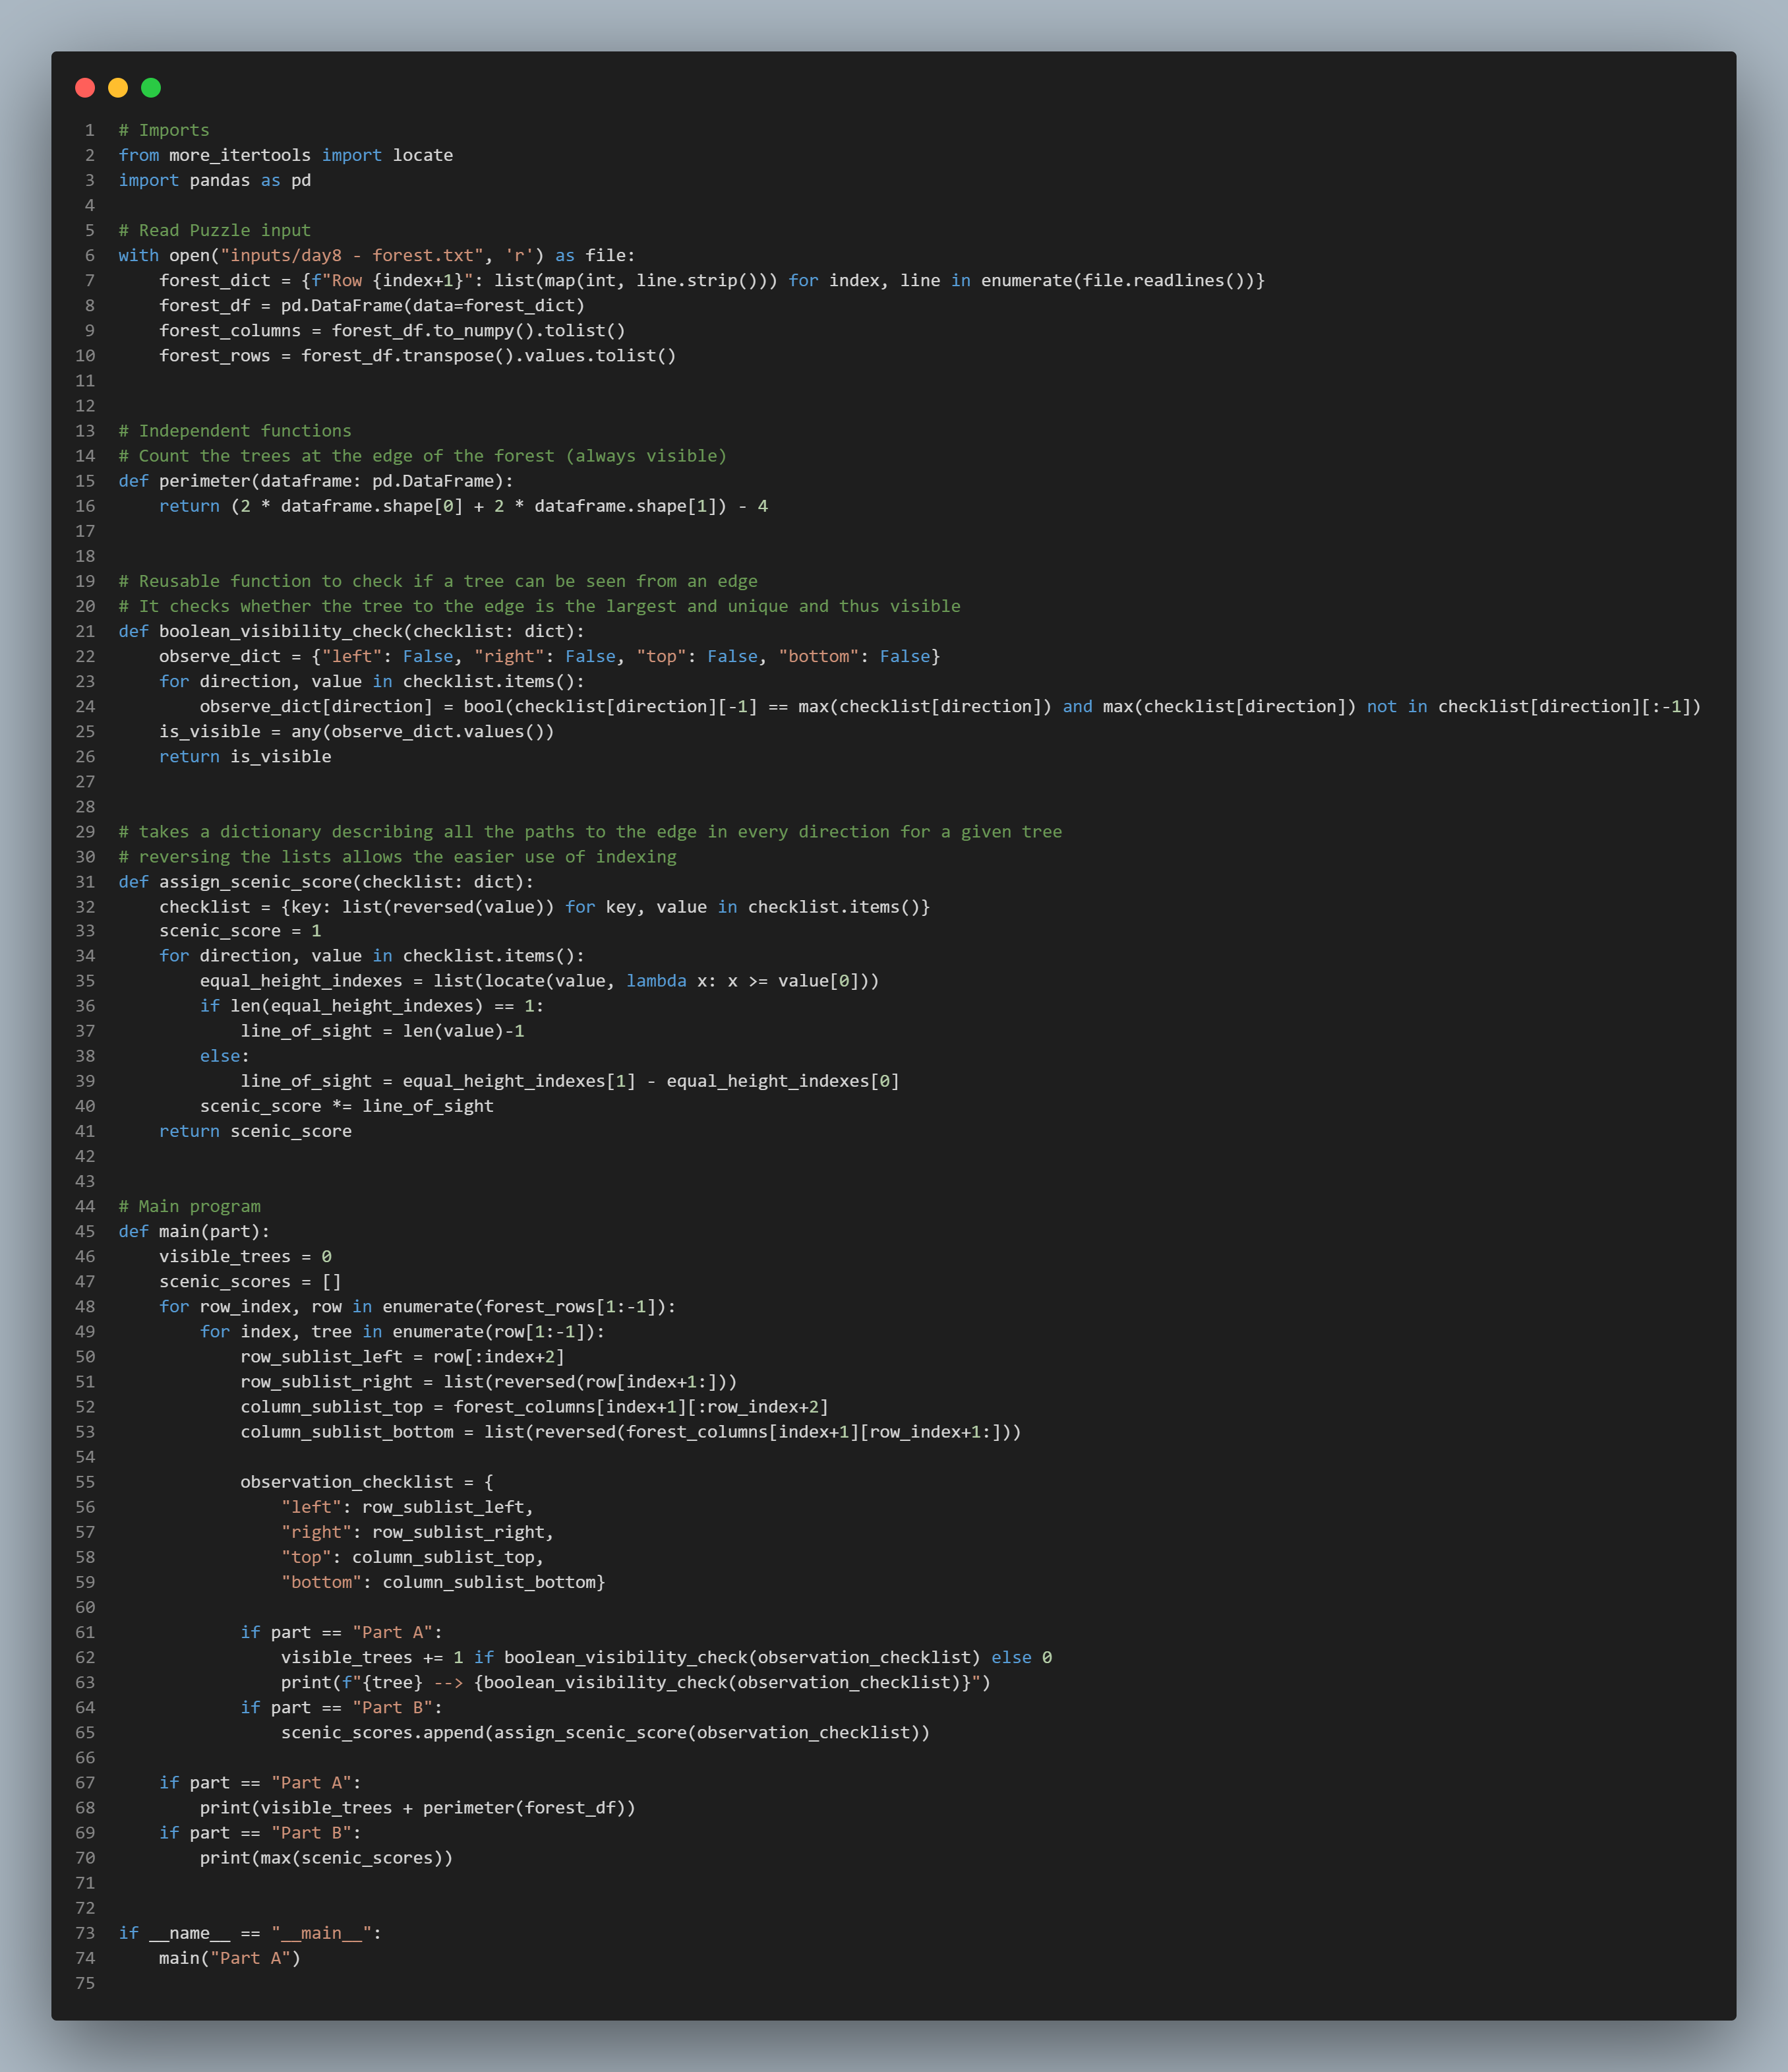 1 # Imports
2 from more_itertools import locate
3 import pandas as pd
4
5 # Read Puzzle input
6 with open("inputs/day8 - forest.txt", 'r') as file:
7     forest_dict = {f"Row {index+1}": list(map(int, line.strip())) for index, line in enumerate(file.readlines())}
8     forest_df = pd.DataFrame(data=forest_dict)
9     forest_columns = forest_df.to_numpy().tolist()
10     forest_rows = forest_df.transpose().values.tolist()
11
12
13 # Independent functions
14 # Count the trees at the edge of the forest (always visible)
15 def perimeter(dataframe: pd.DataFrame):
16     return (2 * dataframe.shape[0] + 2 * dataframe.shape[1]) - 4
17
18
19 # Reusable function to check if a tree can be seen from an edge
20 # It checks whether the tree to the edge is the largest and unique and thus visible
21 def boolean_visibility_check(checklist: dict):
22     observe_dict = {"left": False, "right": False, "top": False, "bottom": False}
23     for direction, value in checklist.items():
24         observe_dict[direction] = bool(checklist[direction][-1] == max(checklist[direction]) and max(checklist[direction]) not in checklist[direction][:-1])
25     is_visible = any(observe_dict.values())
26     return is_visible
27
28
29 # takes a dictionary describing all the paths to the edge in every direction for a given tree
30 # reversing the lists allows the easier use of indexing
31 def assign_scenic_score(checklist: dict):
32     checklist = {key: list(reversed(value)) for key, value in checklist.items()}
33     scenic_score = 1
34     for direction, value in checklist.items():
35         equal_height_indexes = list(locate(value, lambda x: x >= value[0]))
36         if len(equal_height_indexes) == 1:
37             line_of_sight = len(value)-1
38         else:
39             line_of_sight = equal_height_indexes[1] - equal_height_indexes[0]
40         scenic_score *= line_of_sight
41     return scenic_score
42
43
44 # Main program
45 def main(part):
46     visible_trees = 0
47     scenic_scores = []
48     for row_index, row in enumerate(forest_rows[1:-1]):
49         for index, tree in enumerate(row[1:-1]):
50             row_sublist_left = row[:index+2]
51             row_sublist_right = list(reversed(row[index+1:]))
52             column_sublist_top = forest_columns[index+1][:row_index+2]
53             column_sublist_bottom = list(reversed(forest_columns[index+1][row_index+1:]))
54
55             observation_checklist = {
56                 "left": row_sublist_left,
57                 "right": row_sublist_right,
58                 "top": column_sublist_top,
59                 "bottom": column_sublist_bottom}
60
61             if part == "Part A":
62                 visible_trees += 1 if boolean_visibility_check(observation_checklist) else 0
63                 print(f"{tree} --> {boolean_visibility_check(observation_checklist)}")
64             if part == "Part B":
65                 scenic_scores.append(assign_scenic_score(observation_checklist))
66
67     if part == "Part A":
68         print(visible_trees + perimeter(forest_df))
69     if part == "Part B":
70         print(max(scenic_scores))
71
72
73 if __name__ == "__main__":
74     main("Part A")
75